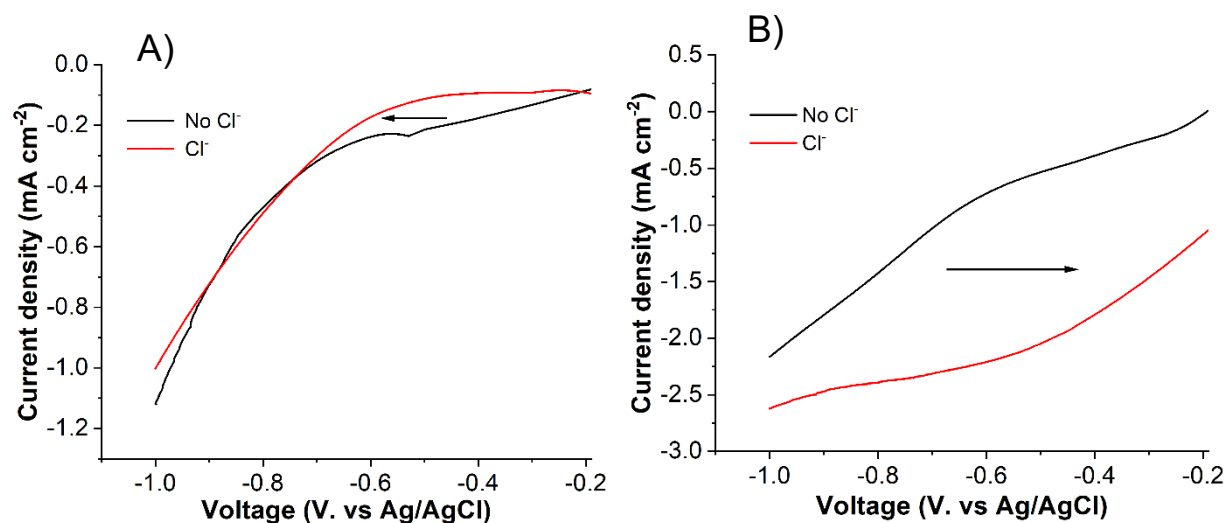 A)
0.0
-0.2
-0.4
-0.6
-0.8
-1.0
-1.2
Current density (mA cm⁻²)
No Cl⁻
Cl⁻
-1.0 -0.8 -0.6 -0.4 -0.2
Voltage (V. vs Ag/AgCl)
B)
0.5
0.0
-0.5
-1.0
-1.5
-2.0
-2.5
-3.0
Current density (mA cm⁻²)
No Cl⁻
Cl⁻
-1.0 -0.8 -0.6 -0.4 -0.2
Voltage (V. vs Ag/AgCl)